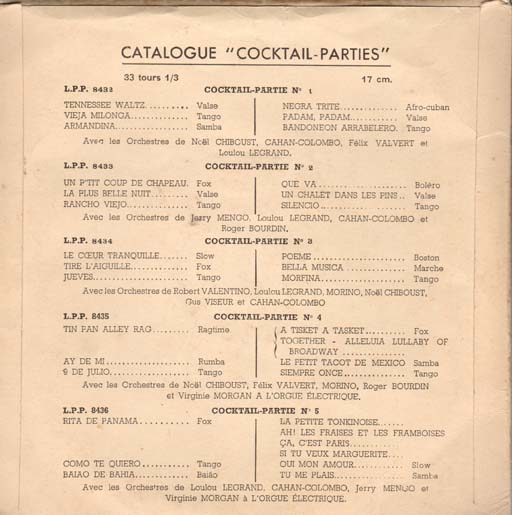 CATALOGUE "COCKTAIL-PARTIES"
33 tours 1/3 17 cm.
L.P.P. 8432 COCKTAIL-PARTIE N° 1
TENNESSEE WALTZ......... Valse
VIEJA MILONGA............ Tango
ARMANDINA................ Samba
NEGRA TRITE............. Afro-cuban
PADAM, PADAM........... Valse
BANDONEON ARRABELERO. Tango
Avec les Orchestres de Noël CHIBOUST, CAHAN-COLOMBO, Félix VALVERT et
Loulou LEGRAND.
L.P.P. 8433 COCKTAIL-PARTIE N° 2
UN P'TIT COUP DE CHAPEAU. Fox
LA PLUS BELLE NUIT........ Valse
RANCHO VIEJO............. Tango
QUE VA .................... Boléro
UN CHALET DANS LES PINS .. Valse
SILENCIO ................... Tango
Avec les Orchestres de Jerry MENGO, Loulou LEGRAND, CAHAN-COLOMBO et
Roger BOURDIN.
L.P.P. 8434 COCKTAIL-PARTIE N° 3
LE CŒUR TRANQUILLE....... Slow
TIRE L'AIGUILLE............ Fox
JUEVES.................... Tango
POEME ..................... Boston
BELLA MUSICA .............. Marche
MORFINA................... Tango
Avec les Orchestres de Robert VALENTINO, Loulou LEGRAND, MORINO, Noël CHIBOUST,
Gus VISEUR et CAHAN-COLOMBO
L.P.P. 8435 COCKTAIL-PARTIE N° 4
TIN PAN ALLEY RAG........ Ragtime
AY DE MI .................. Rumba
9 DE JULIO................. Tango
A TISKET A TASKET......... Fox
TOGETHER - ALLELUIA LULLABY OF
BROADWAY ...............
LE PETIT TACOT DE MEXICO Samba
SIEMPRE ONCE............. Tango
Avec les Orchestres de Noël CHIBOUST, Félix VALVERT, MORINO, Roger BOURDIN
et Virginie MORGAN A L'ORGUE ÉLECTRIQUE.
L.P.P. 8436 COCKTAIL-PARTIE N° 5
RITA DE PANAMA........... Fox
COMO TE QUIERO........... Tango
BAIAO DE BAHIA............ Baião
LA PETITE TONKINOISE......
AH! LES FRAISES ET LES FRAMBOISES
ÇA, C'EST PARIS...........
SI TU VEUX MARGUERITE....
OUI MON AMOUR........... Slow
TU ME PLAIS............... Samba
Avec les Orchestres de Loulou LEGRAND, CAHAN-COLOMBO, Jerry MENGO et
Virginie MORGAN à L'ORGUE ÉLECTRIQUE.